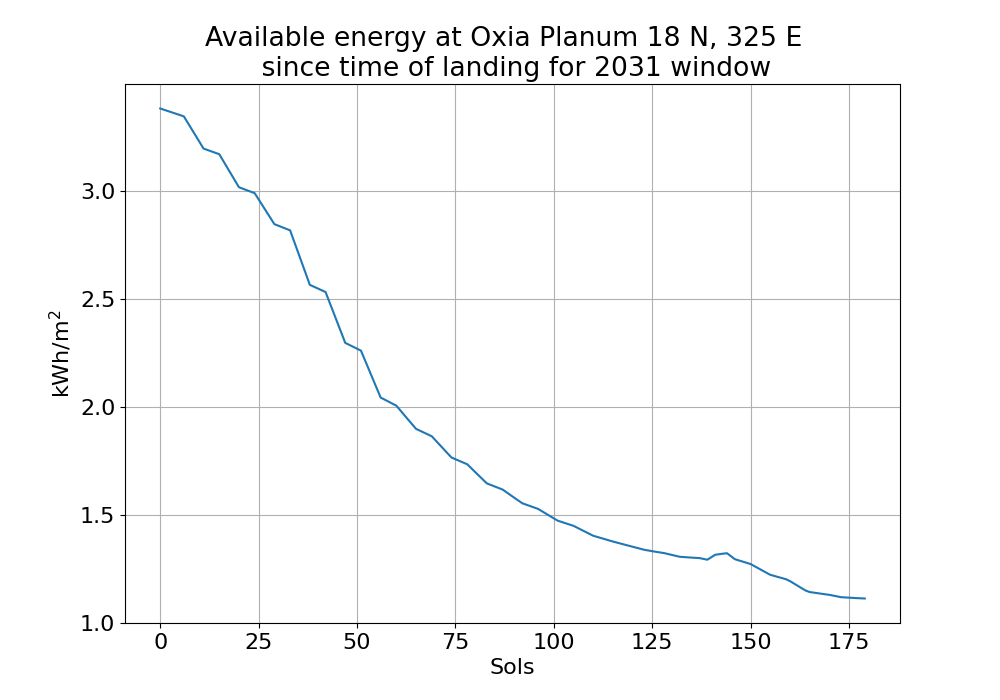 Available energy at Oxia Planum 18 N, 325 E
since time of landing for 2031 window
kWh/m²
3.0
2.5
2.0
1.5
1.0
0 25 50 75 100 125 150 175
Sols